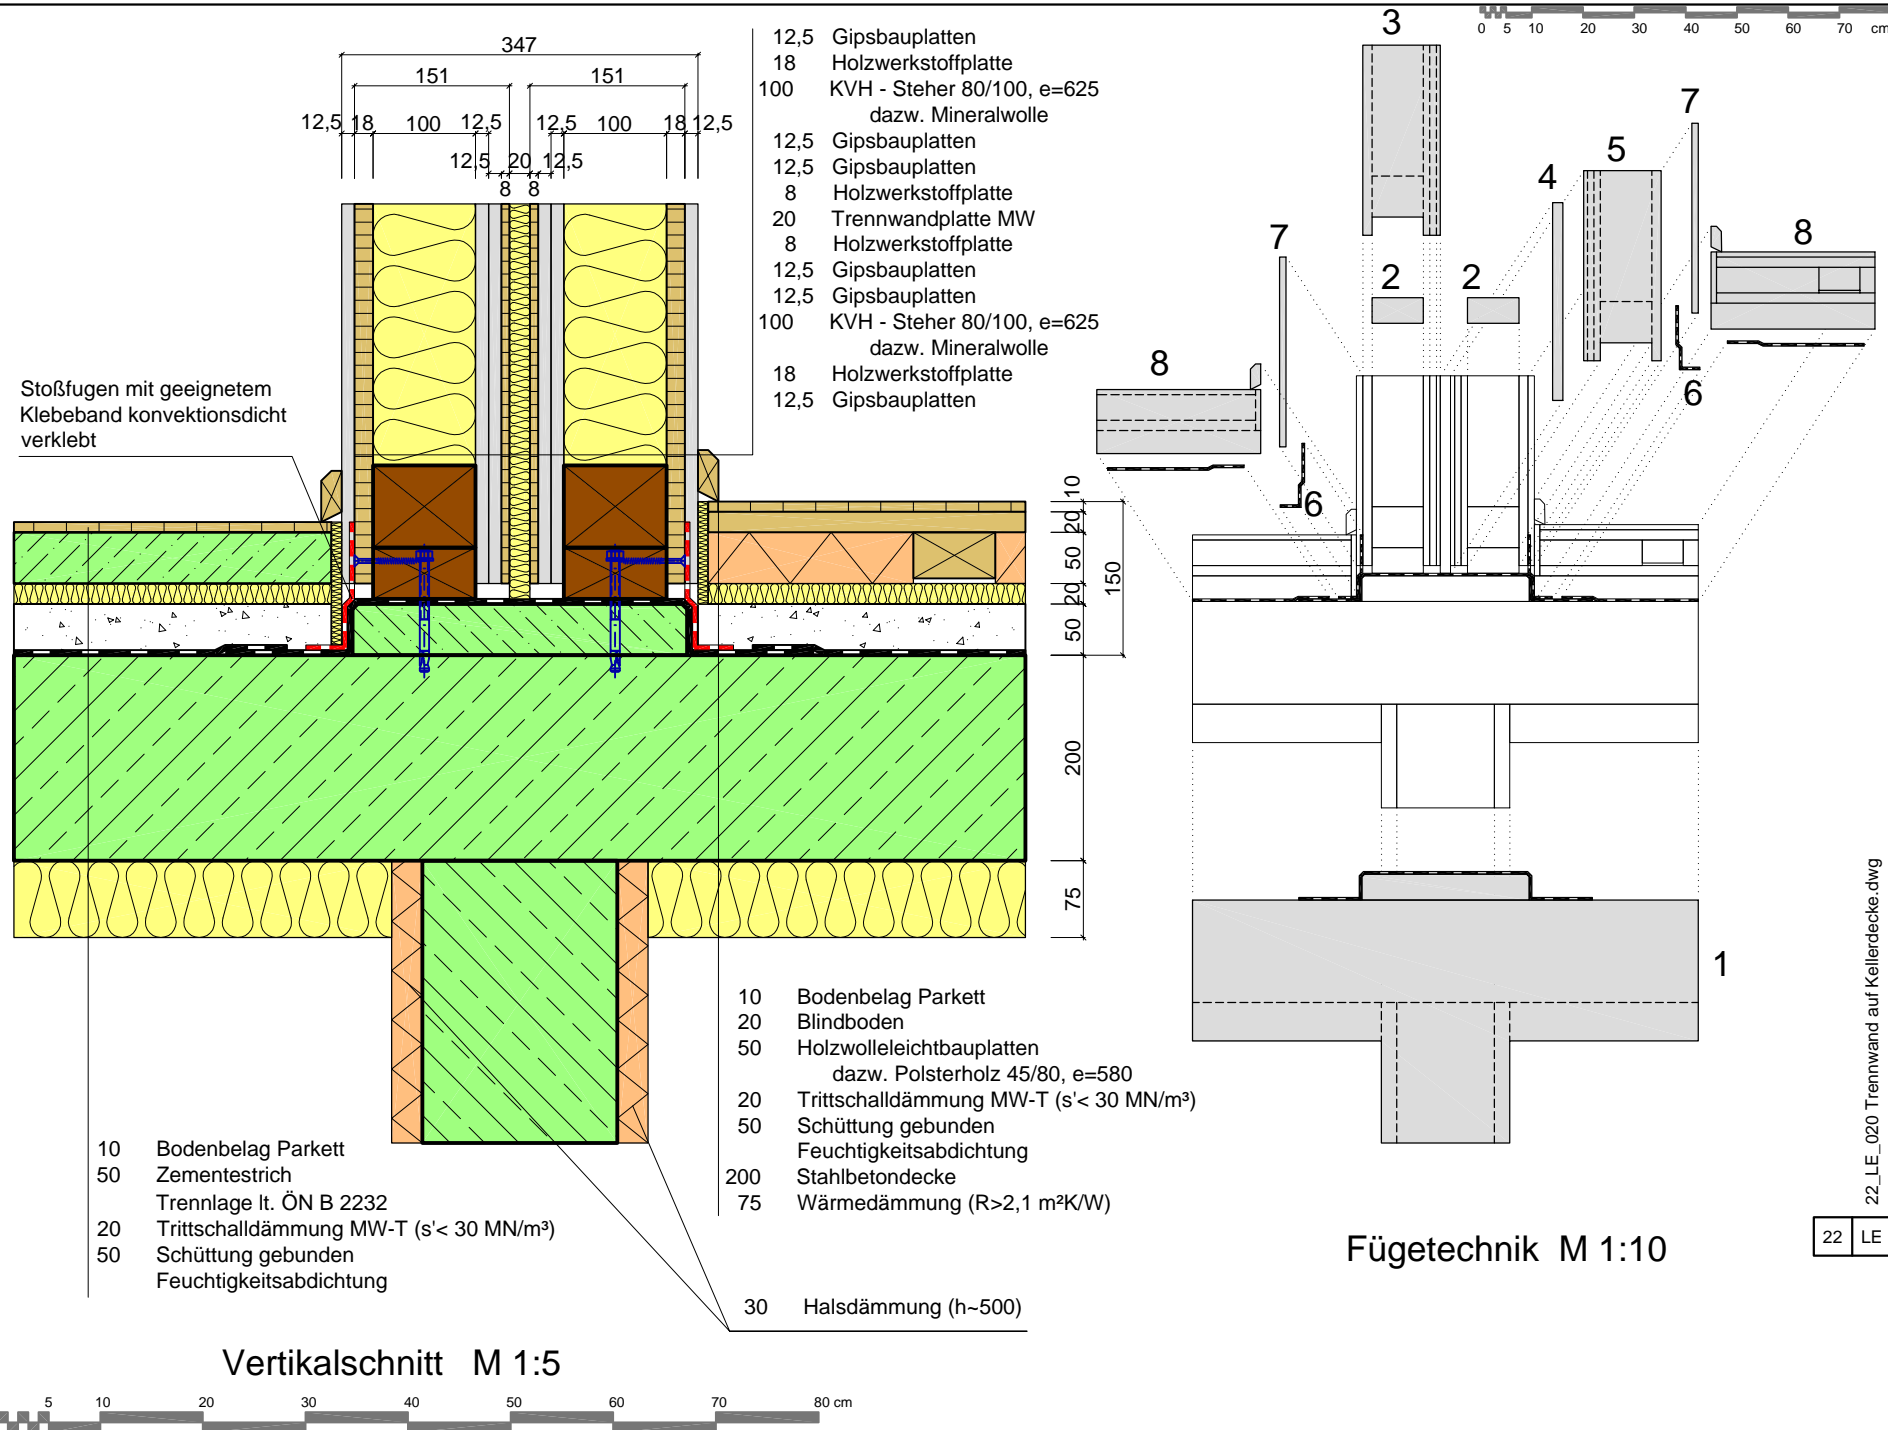 347
151 151
12,5 18 100 12,5 12,5 100 18 12,5
12,5 20 12,5
8 8
12,5 Gipsbauplatten
18 Holzwerkstoffplatte
100 KVH - Steher 80/100, e=625
dazw. Mineralwolle
12,5 Gipsbauplatten
12,5 Gipsbauplatten
8 Holzwerkstoffplatte
20 Trennwandplatte MW
8 Holzwerkstoffplatte
12,5 Gipsbauplatten
12,5 Gipsbauplatten
100 KVH - Steher 80/100, e=625
dazw. Mineralwolle
18 Holzwerkstoffplatte
12,5 Gipsbauplatten
Stoßfugen mit geeignetem
Klebeband konvektionsdicht
verklebt
10
20
50
20
50
150
200
75
10 Bodenbelag Parkett
50 Zementestrich
Trennlage lt. ÖN B 2232
20 Trittschalldämmung MW-T (s'< 30 MN/m³)
50 Schüttung gebunden
Feuchtigkeitsabdichtung
10 Bodenbelag Parkett
20 Blindboden
50 Holzwolleleichtbauplatten
dazw. Polsterholz 45/80, e=580
20 Trittschalldämmung MW-T (s'< 30 MN/m³)
50 Schüttung gebunden
Feuchtigkeitsabdichtung
200 Stahlbetondecke
75 Wärmedämmung (R>2,1 m²K/W)
30 Halsdämmung (h~500)
Vertikalschnitt M 1:5
5 10 20 30 40 50 60 70 80 cm
0 5 10 20 30 40 50 60 70 cm
3
7
5
4
7
8
2 2
8
6
6
1
Fügetechnik M 1:10
22_LE_020 Trennwand auf Kellerdecke.dwg
22 LE